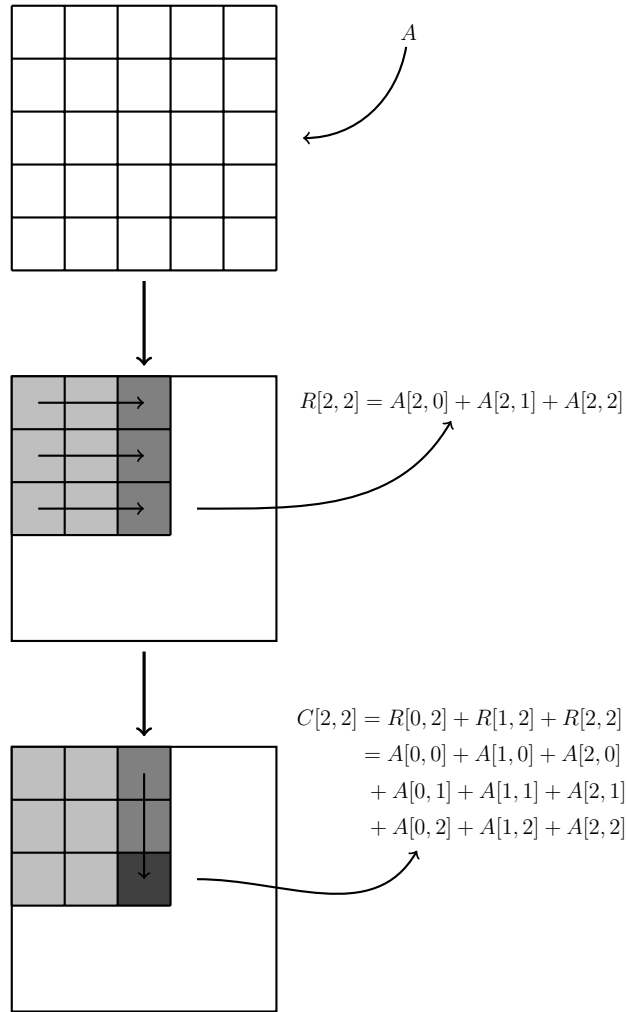 A
R[2, 2] = A[2, 0] + A[2, 1] + A[2, 2]
C[2, 2] = R[0, 2] + R[1, 2] + R[2, 2]
= A[0, 0] + A[1, 0] + A[2, 0]
+ A[0, 1] + A[1, 1] + A[2, 1]
+ A[0, 2] + A[1, 2] + A[2, 2]